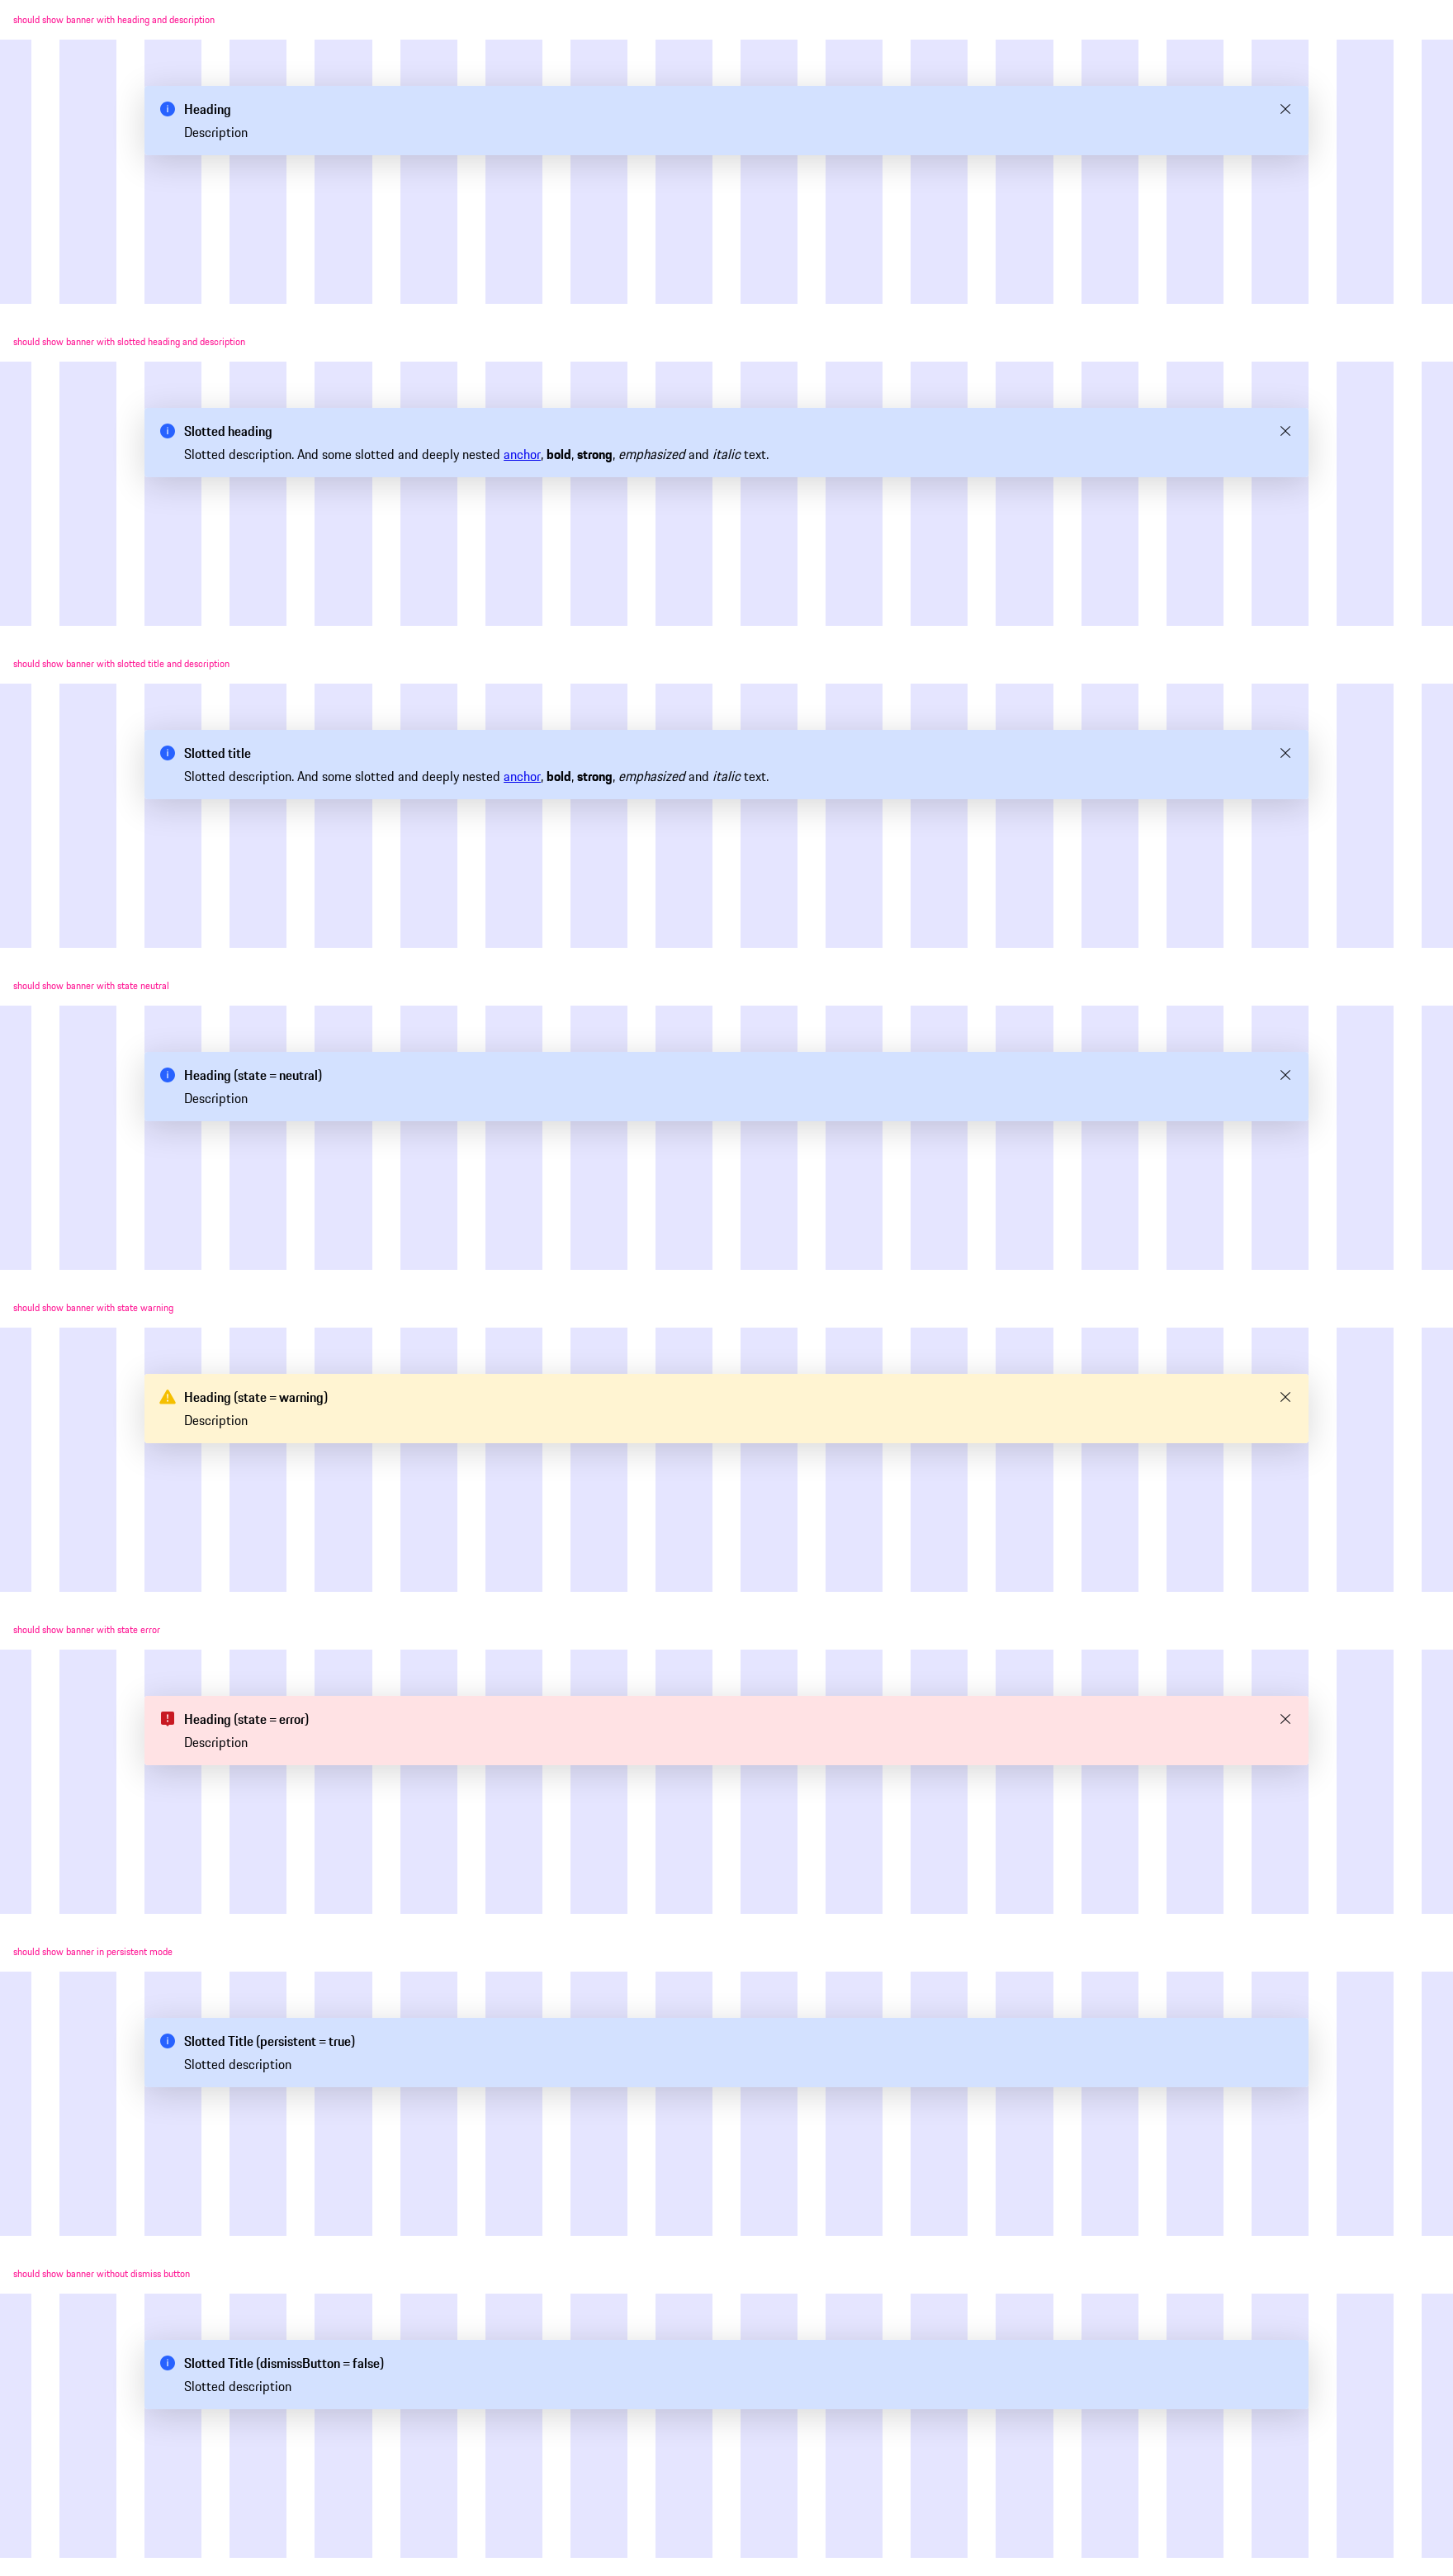 should show banner with heading and description
Heading
Description
should show banner with slotted heading and description
Slotted heading
Slotted description. And some slotted and deeply nested anchor, bold, strong, emphasized and italic text.
should show banner with slotted title and description
Slotted title
Slotted description. And some slotted and deeply nested anchor, bold, strong, emphasized and italic text.
should show banner with state neutral
Heading (state = neutral)
Description
should show banner with state warning
Heading (state = warning)
Description
should show banner with state error
Heading (state = error)
Description
should show banner in persistent mode
Slotted Title (persistent = true)
Slotted description
should show banner without dismiss button
Slotted Title (dismissButton = false)
Slotted description